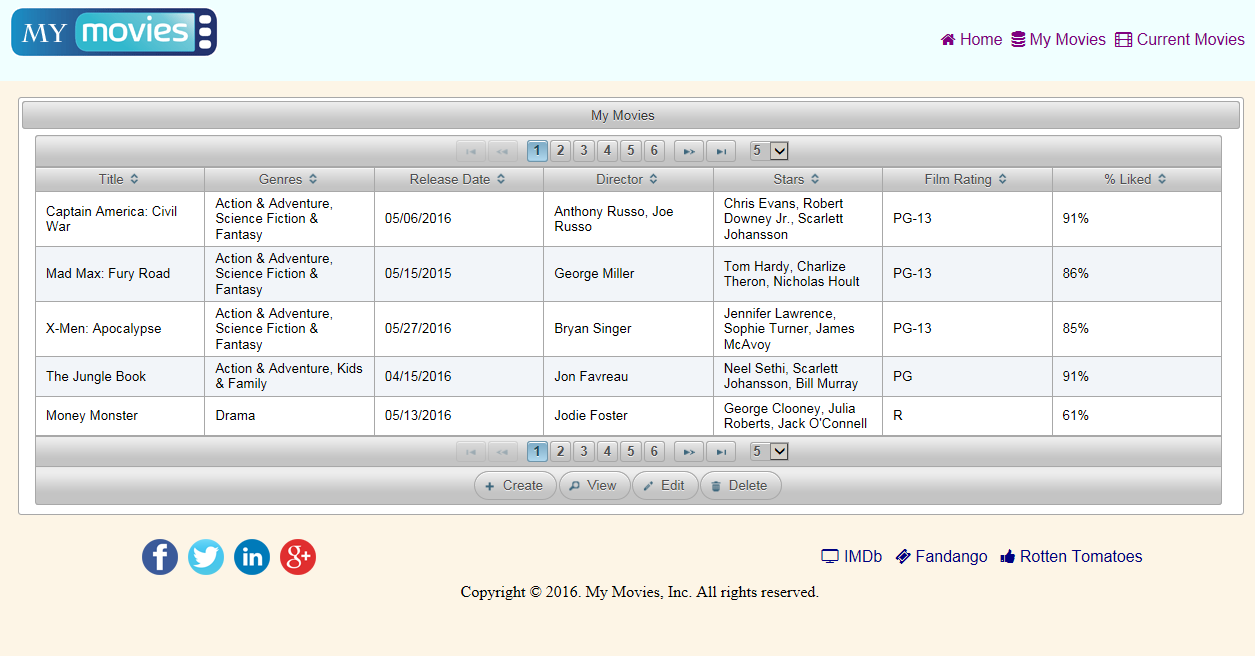 MY movies
Home My Movies Current Movies
My Movies
1 2 3 4 5 6 5
Title Genres Release Date Director Stars Film Rating % Liked
Captain America: Civil
War
Action & Adventure,
Science Fiction &
Fantasy
05/06/2016
Anthony Russo, Joe
Russo
Chris Evans, Robert
Downey Jr., Scarlett
Johansson
PG-13
91%
Mad Max: Fury Road
Action & Adventure,
Science Fiction &
Fantasy
05/15/2015
George Miller
Tom Hardy, Charlize
Theron, Nicholas Hoult
PG-13
86%
X-Men: Apocalypse
Action & Adventure,
Science Fiction &
Fantasy
05/27/2016
Bryan Singer
Jennifer Lawrence,
Sophie Turner, James
McAvoy
PG-13
85%
The Jungle Book
Action & Adventure, Kids
& Family
04/15/2016
Jon Favreau
Neel Sethi, Scarlett
Johansson, Bill Murray
PG
91%
Money Monster
Drama
05/13/2016
Jodie Foster
George Clooney, Julia
Roberts, Jack O'Connell
R
61%
1 2 3 4 5 6 5
Create View Edit Delete
f in g+
IMDb Fandango Rotten Tomatoes
Copyright © 2016. My Movies, Inc. All rights reserved.